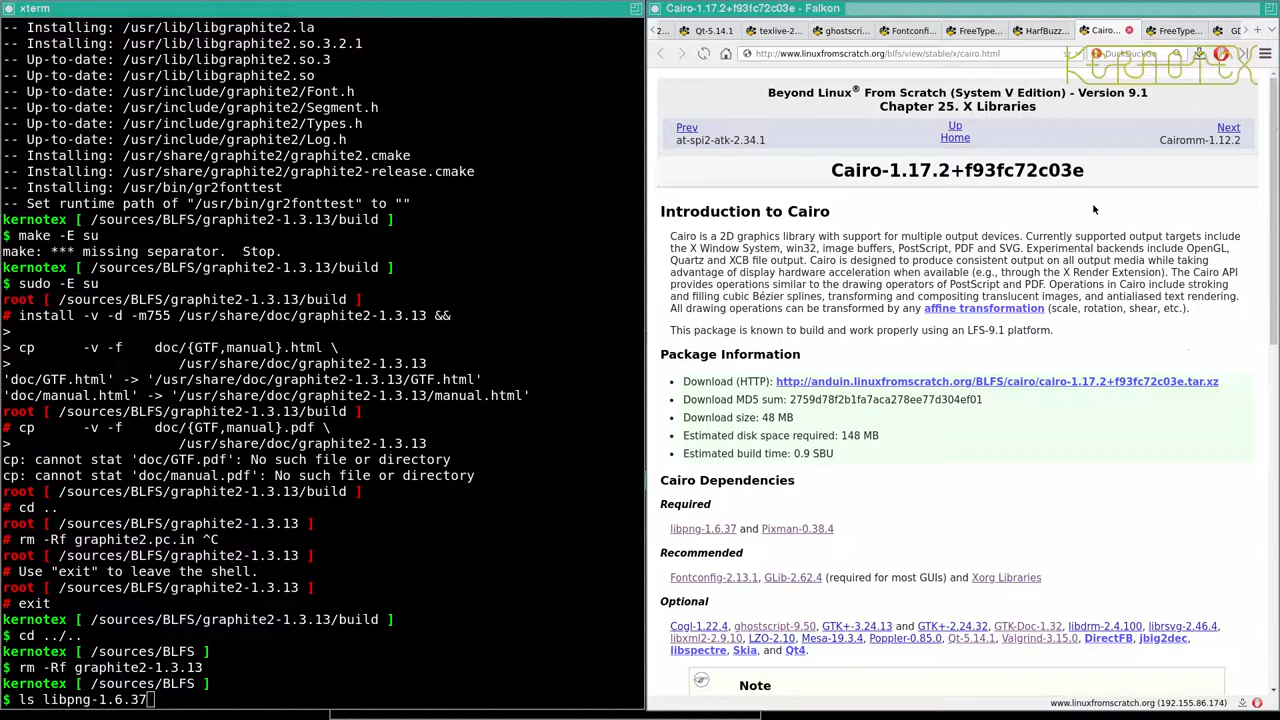 xterm
-- Installing: /usr/lib/libgraphite2.la
-- Installing: /usr/lib/libgraphite2.so.3.2.1
-- Up-to-date: /usr/lib/libgraphite2.so.3
-- Up-to-date: /usr/lib/libgraphite2.so
-- Up-to-date: /usr/include/graphite2/Font.h
-- Up-to-date: /usr/include/graphite2/Segment.h
-- Up-to-date: /usr/include/graphite2/Types.h
-- Up-to-date: /usr/include/graphite2/Log.h
-- Installing: /usr/share/graphite2/graphite2.cmake
-- Installing: /usr/share/graphite2/graphite2-release.cmake
-- Installing: /usr/bin/gr2fonttest
-- Set runtime path of "/usr/bin/gr2fonttest" to ""
kernotex [ /sources/BLFS/graphite2-1.3.13/build ]
$ make -E su
make: *** missing separator.  Stop.
kernotex [ /sources/BLFS/graphite2-1.3.13/build ]
$ sudo -E su
root [ /sources/BLFS/graphite2-1.3.13/build ]
# install -v -d -m755 /usr/share/doc/graphite2-1.3.13 &&
>
> cp      -v -f    doc/{GTF,manual}.html \
>                     /usr/share/doc/graphite2-1.3.13
'doc/GTF.html' -> '/usr/share/doc/graphite2-1.3.13/GTF.html'
'doc/manual.html' -> '/usr/share/doc/graphite2-1.3.13/manual.html'
root [ /sources/BLFS/graphite2-1.3.13/build ]
# cp      -v -f    doc/{GTF,manual}.pdf \
>                     /usr/share/doc/graphite2-1.3.13
cp: cannot stat 'doc/GTF.pdf': No such file or directory
cp: cannot stat 'doc/manual.pdf': No such file or directory
root [ /sources/BLFS/graphite2-1.3.13/build ]
# cd ..
root [ /sources/BLFS/graphite2-1.3.13 ]
# rm -Rf graphite2.pc.in ^C
root [ /sources/BLFS/graphite2-1.3.13 ]
# Use "exit" to leave the shell.
root [ /sources/BLFS/graphite2-1.3.13 ]
# exit
kernotex [ /sources/BLFS/graphite2-1.3.13/build ]
$ cd ../..
kernotex [ /sources/BLFS ]
$ rm -Rf graphite2-1.3.13
kernotex [ /sources/BLFS ]
$ ls libpng-1.6.37
Cairo-1.17.2+f93fc72c03e - Falkon
2... Qt-5.14.1 texlive-2... ghostscri... Fontconfi... FreeType... HarfBuzz... Cairo... FreeType... GD
http://www.linuxfromscratch.org/blfs/view/stable/x/cairo.html DuckDuckGo
KERNOTEX
Beyond Linux® From Scratch (System V Edition) - Version 9.1
Chapter 25. X Libraries
Prev Up Next
at-spi2-atk-2.34.1 Home Cairomm-1.12.2
Cairo-1.17.2+f93fc72c03e
Introduction to Cairo
Cairo is a 2D graphics library with support for multiple output devices. Currently supported output targets include
the X Window System, win32, image buffers, PostScript, PDF and SVG. Experimental backends include OpenGL,
Quartz and XCB file output. Cairo is designed to produce consistent output on all output media while taking
advantage of display hardware acceleration when available (e.g., through the X Render Extension). The Cairo API
provides operations similar to the drawing operators of PostScript and PDF. Operations in Cairo include stroking
and filling cubic Bézier splines, transforming and compositing translucent images, and antialiased text rendering.
All drawing operations can be transformed by any affine transformation (scale, rotation, shear, etc.).
This package is known to build and work properly using an LFS-9.1 platform.
Package Information
• Download (HTTP): http://anduin.linuxfromscratch.org/BLFS/cairo/cairo-1.17.2+f93fc72c03e.tar.xz
• Download MD5 sum: 2759d78f2b1fa7aca278ee77d304ef01
• Download size: 48 MB
• Estimated disk space required: 148 MB
• Estimated build time: 0.9 SBU
Cairo Dependencies
Required
libpng-1.6.37 and Pixman-0.38.4
Recommended
Fontconfig-2.13.1, GLib-2.62.4 (required for most GUIs) and Xorg Libraries
Optional
Cogl-1.22.4, ghostscript-9.50, GTK+-3.24.13 and GTK+-2.24.32, GTK-Doc-1.32, libdrm-2.4.100, librsvg-2.46.4,
libxml2-2.9.10, LZO-2.10, Mesa-19.3.4, Poppler-0.85.0, Qt-5.14.1, Valgrind-3.15.0, DirectFB, jbig2dec,
libspectre, Skia, and Qt4.
Note
www.linuxfromscratch.org (192.155.86.174)